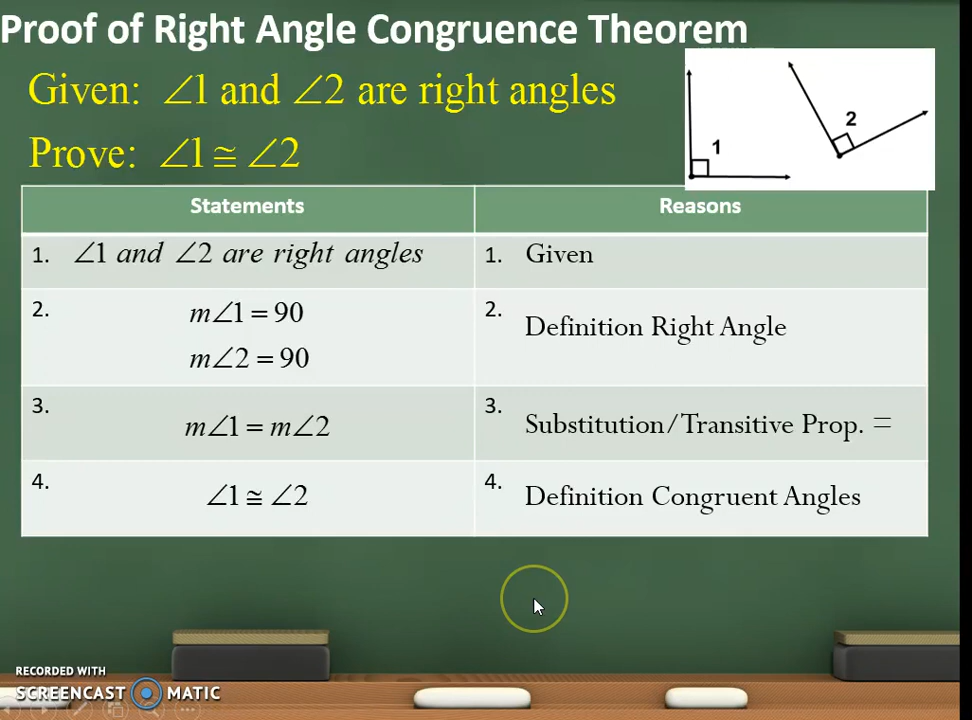 Proof of Right Angle Congruence Theorem
Given: ∠1 and ∠2 are right angles
Prove: ∠1 ≅ ∠2
1
2
Statements Reasons
1. ∠1 and ∠2 are right angles 1. Given
2. m∠1 = 90 2. Definition Right Angle
m∠2 = 90
3. m∠1 = m∠2 3. Substitution/Transitive Prop. =
4. ∠1 ≅ ∠2 4. Definition Congruent Angles
RECORDED WITH
SCREENCAST MATIC